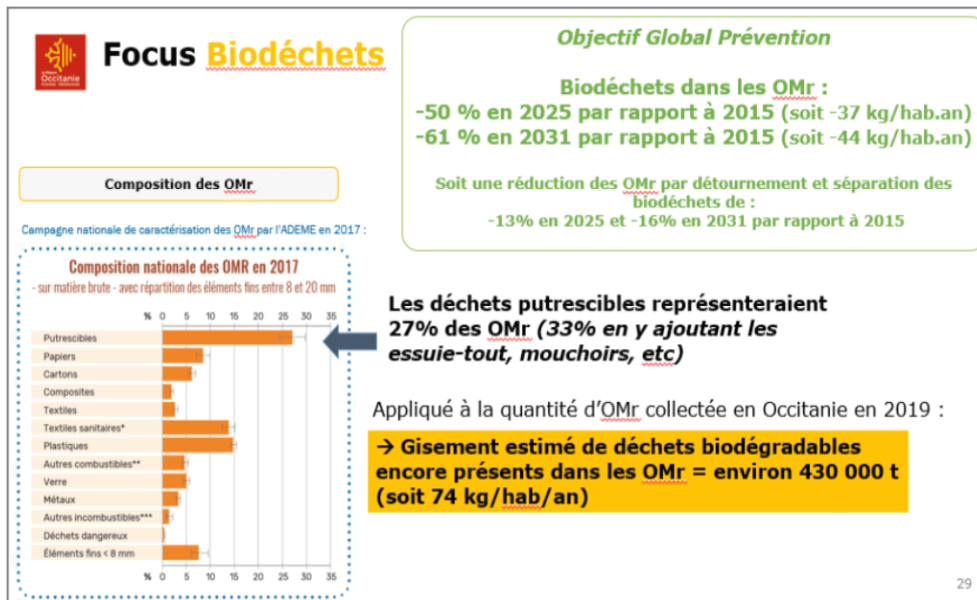 Occitanie
Focus Biodéchets
Objectif Global Prévention
Biodéchets dans les OMr :
-50 % en 2025 par rapport à 2015 (soit -37 kg/hab.an)
-61 % en 2031 par rapport à 2015 (soit -44 kg/hab.an)
Soit une réduction des OMr par détournement et séparation des
biodéchets de :
-13% en 2025 et -16% en 2031 par rapport à 2015
Composition des OMr
Campagne nationale de caractérisation des OMr par l'ADEME en 2017 :
Composition nationale des OMR en 2017
- sur matière brute - avec répartition des éléments fins entre 8 et 20 mm
% 0 5 10 15 20 25 30 35
Putrescibles
Papiers
Cartons
Composites
Textiles
Textiles sanitaires*
Plastiques
Autres combustibles**
Verre
Métaux
Autres incombustibles***
Déchets dangereux
Éléments fins < 8 mm
% 0 5 10 15 20 25 30 35
Les déchets putrescibles représenteraient
27% des OMr (33% en y ajoutant les
essuie-tout, mouchoirs, etc)
Appliqué à la quantité d'OMr collectée en Occitanie en 2019 :
→ Gisement estimé de déchets biodégradables
encore présents dans les OMr = environ 430 000 t
(soit 74 kg/hab/an)
29